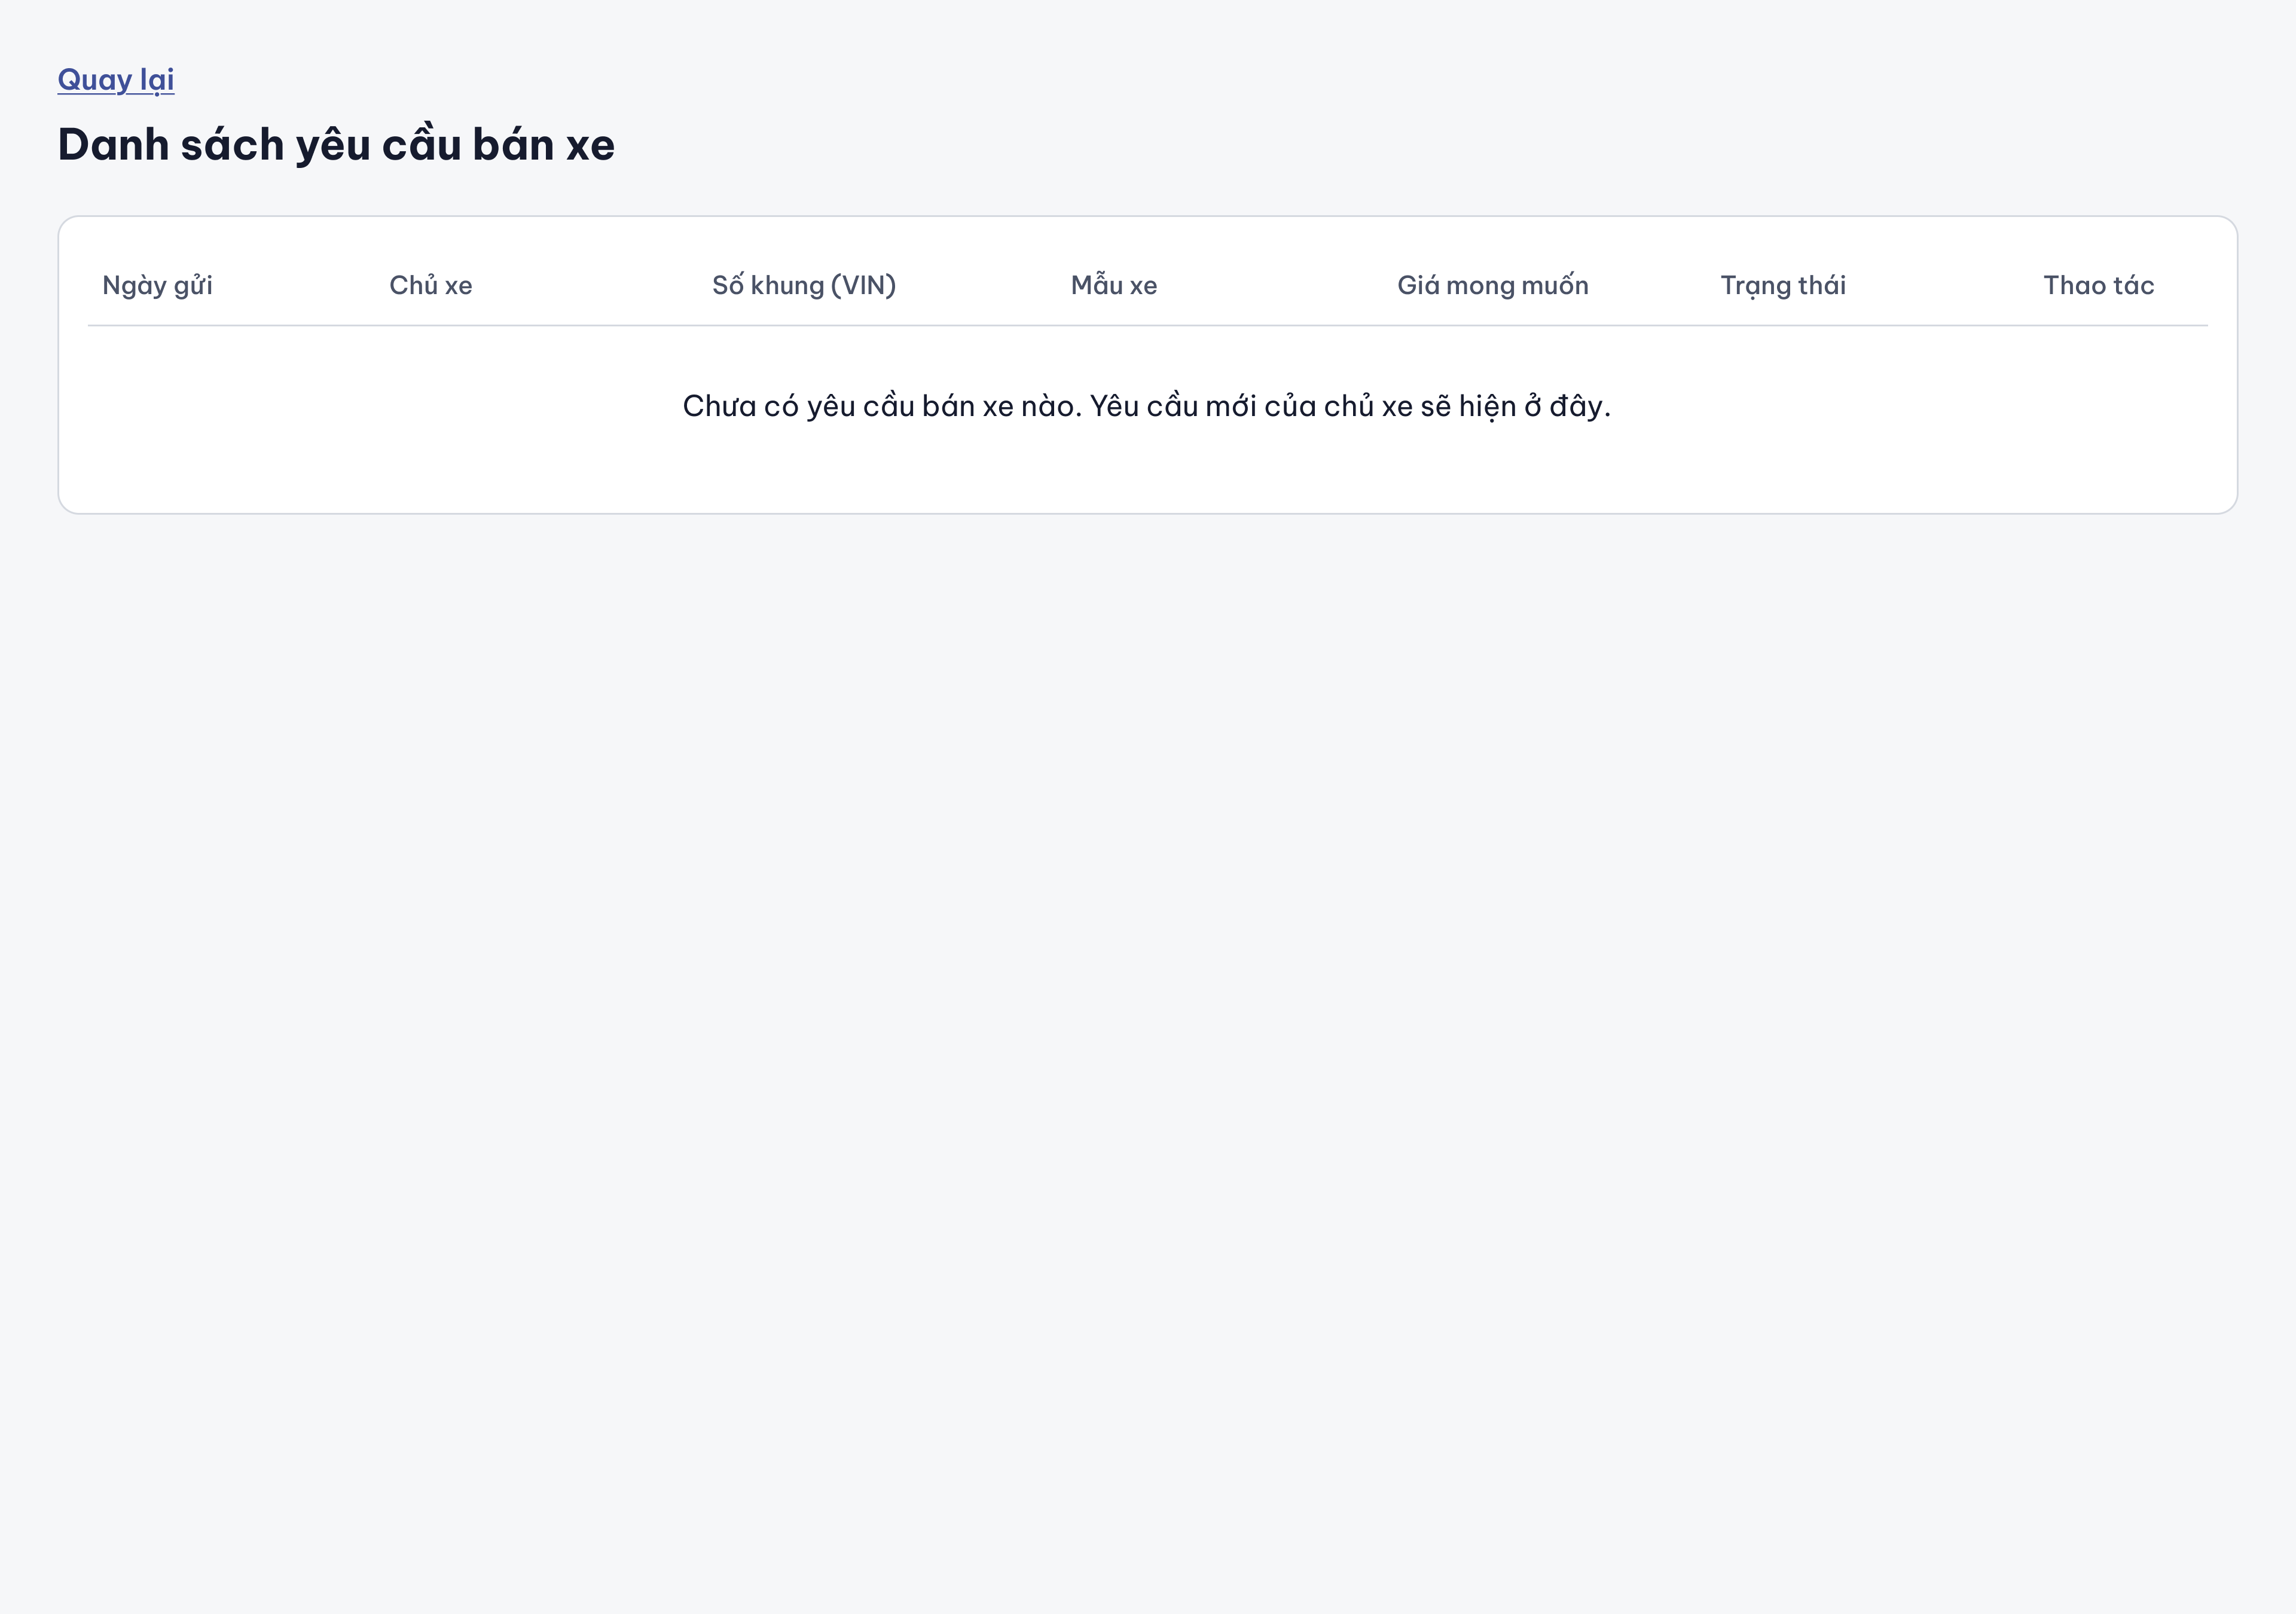 Quay lại
Danh sách yêu cầu bán xe
Ngày gửi Chủ xe Số khung (VIN) Mẫu xe Giá mong muốn Trạng thái Thao tác
Chưa có yêu cầu bán xe nào. Yêu cầu mới của chủ xe sẽ hiện ở đây.